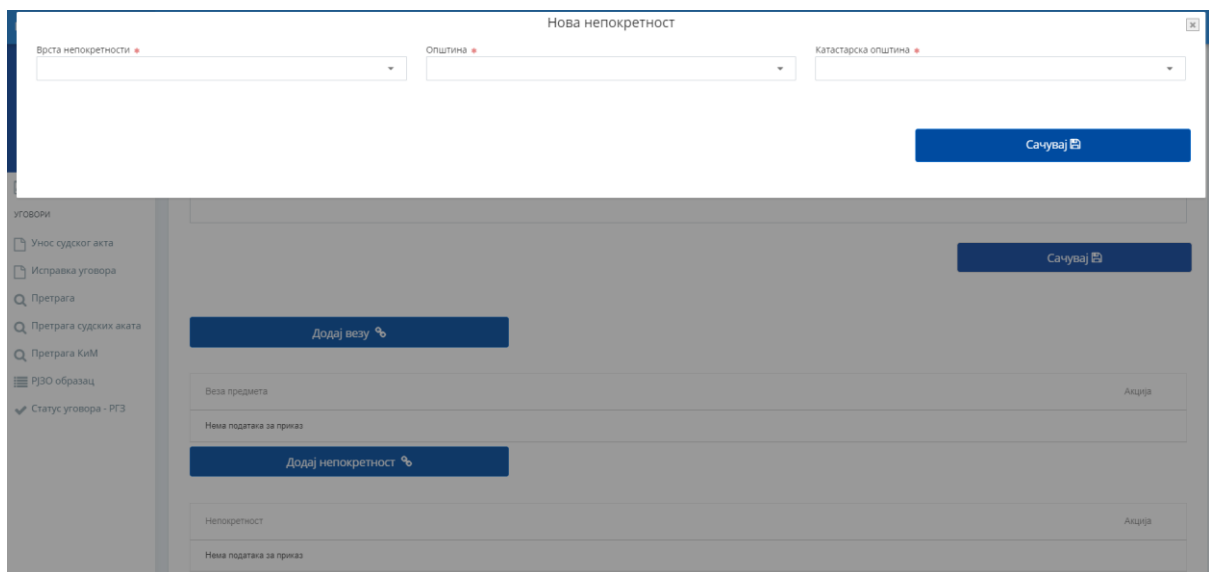 Нова непокретност
Врста непокретности *
Општина *
Катастарска општина *
Сачувај
УГОВОРИ
Унос судског акта
Исправка уговора
Претрага
Претрага судских аката
Претрага КиМ
РЈЗО образац
Статус уговора - РГЗ
Сачувај
Додај везу
Веза предмета Акција
Нема података за приказ
Додај непокретност
Непокретност Акција
Нема података за приказ